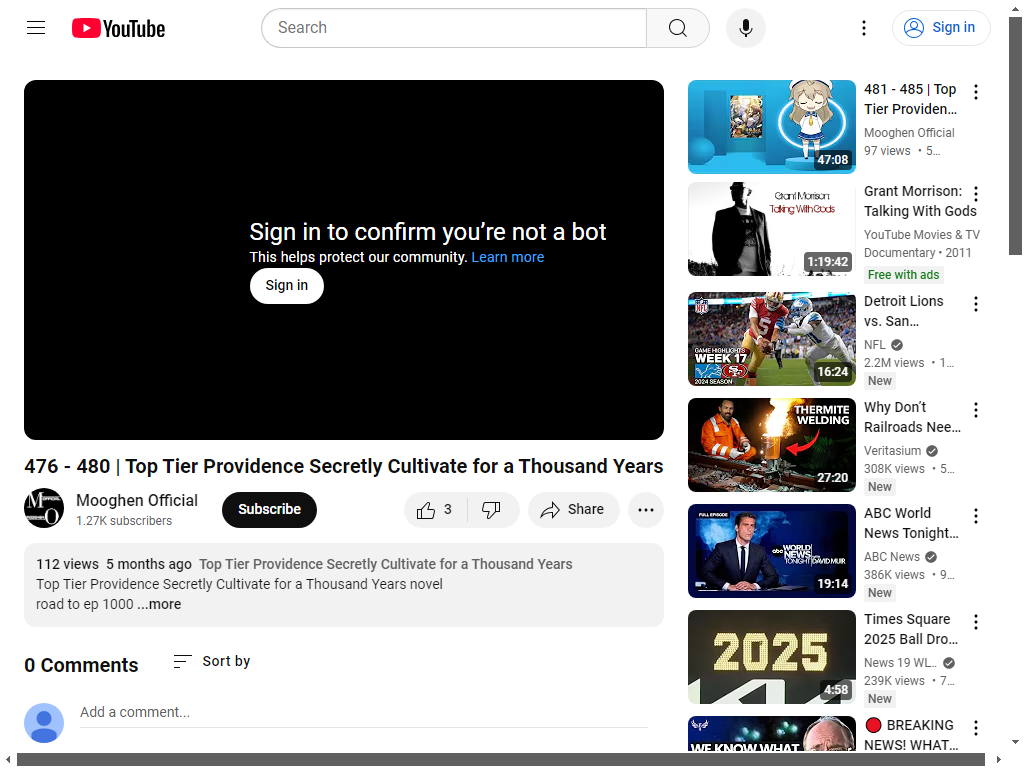 YouTube
Search
Sign in
Sign in to confirm you’re not a bot
This helps protect our community. Learn more
Sign in
476 - 480 | Top Tier Providence Secretly Cultivate for a Thousand Years
Mooghen Official
1.27K subscribers
Subscribe
3
Share
112 views 5 months ago Top Tier Providence Secretly Cultivate for a Thousand Years
Top Tier Providence Secretly Cultivate for a Thousand Years novel
road to ep 1000 ...more
0 Comments
Sort by
Add a comment...
47:08
481 - 485 | Top
Tier Providen...
Mooghen Official
97 views • 5...
Grant Morrison:
Talking With Gods
1:19:42
Grant Morrison:
Talking With Gods
YouTube Movies & TV
Documentary • 2011
Free with ads
NFL
GAME HIGHLIGHTS
WEEK 17
2024 SEASON
16:24
Detroit Lions
vs. San...
NFL
2.2M views • 1...
New
THERMITE
WELDING
27:20
Why Don’t
Railroads Nee...
Veritasium
308K views • 5...
New
FULL EPISODE
abc WORLD
NEWS
TONIGHT DAVID MUIR
19:14
ABC World
News Tonight...
ABC News
386K views • 9...
New
2025
4:58
Times Square
2025 Ball Dro...
News 19 WL..
239K views • 7...
New
WE KNOW WHAT
BREAKING
NEWS! WHAT...